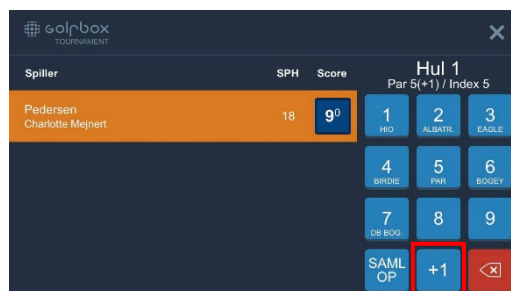 GOLFBOX
TOURNAMENT
Spiller SPH Score
Hul 1
Par 5(+1) / Index 5
Pedersen
Charlotte Mejnert
18 9⁰
1 2 3
HIO ALBATR. EAGLE
4 5 6
BIRDIE PAR BOGEY
7 8 9
DB BOG.
SAML
OP
+1